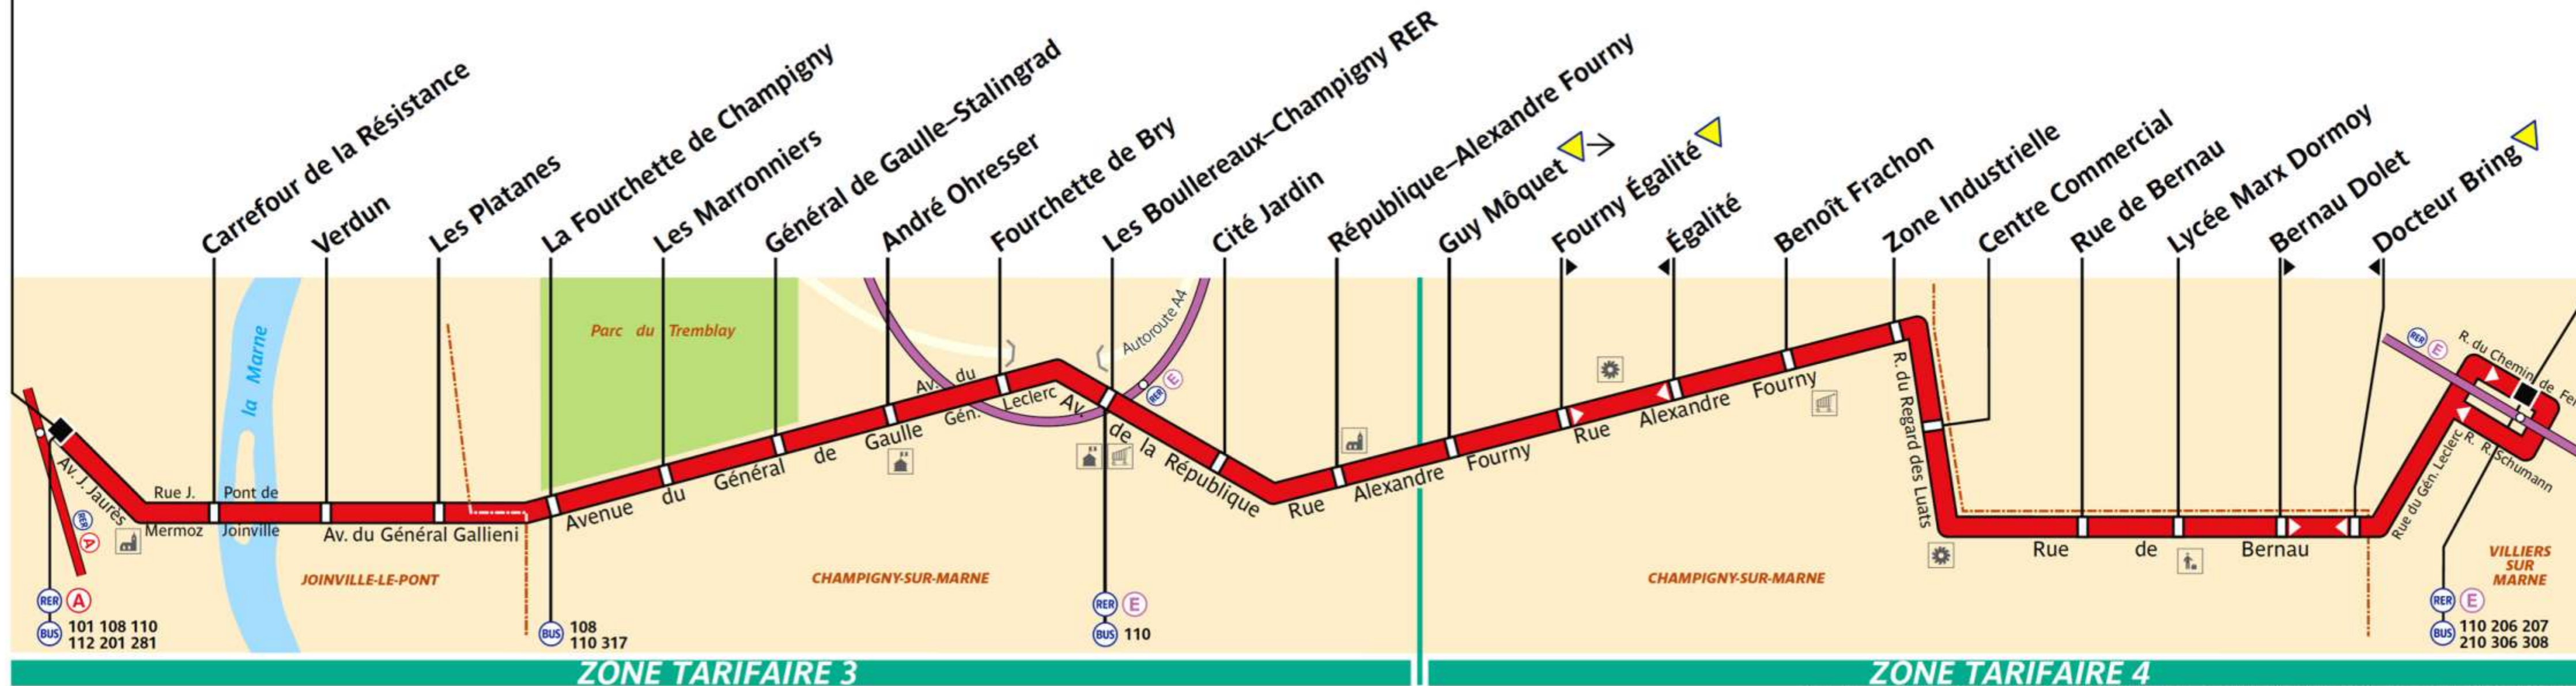 Carrefour de la Résistance
Verdun
Les Platanes
La Fourchette de Champigny
Les Marronniers
Général de Gaulle–Stalingrad
André Ohresser
Fourchette de Bry
Les Boullereaux–Champigny RER
Cité Jardin
République–Alexandre Fourny
Guy Môquet
Fourny Égalité
Égalité
Benoît Frachon
Zone Industrielle
Centre Commercial
Rue de Bernau
Lycée Marx Dormoy
Bernau Dolet
Docteur Bring
la Marne
Parc du Tremblay
Autoroute A4
RER E
RER E
R. du Chemin de Fer
Av. J. Jaurès
RER A
Rue J.
Mermoz
Pont de
Joinville
Av. du Général Gallieni
Avenue du Général de Gaulle
Av. du
Gén. Leclerc
Av. de la République
Rue Alexandre Fourny
Rue Alexandre Fourny
R. du Regard des Luats
Rue de Bernau
Rue du Gén. Leclerc
R. R. Schumann
JOINVILLE-LE-PONT
CHAMPIGNY-SUR-MARNE
CHAMPIGNY-SUR-MARNE
VILLIERS
SUR
MARNE
RER A
BUS 101 108 110
112 201 281
BUS 108
110 317
RER E
BUS 110
RER E
BUS 110 206 207
210 306 308
ZONE TARIFAIRE 3
ZONE TARIFAIRE 4